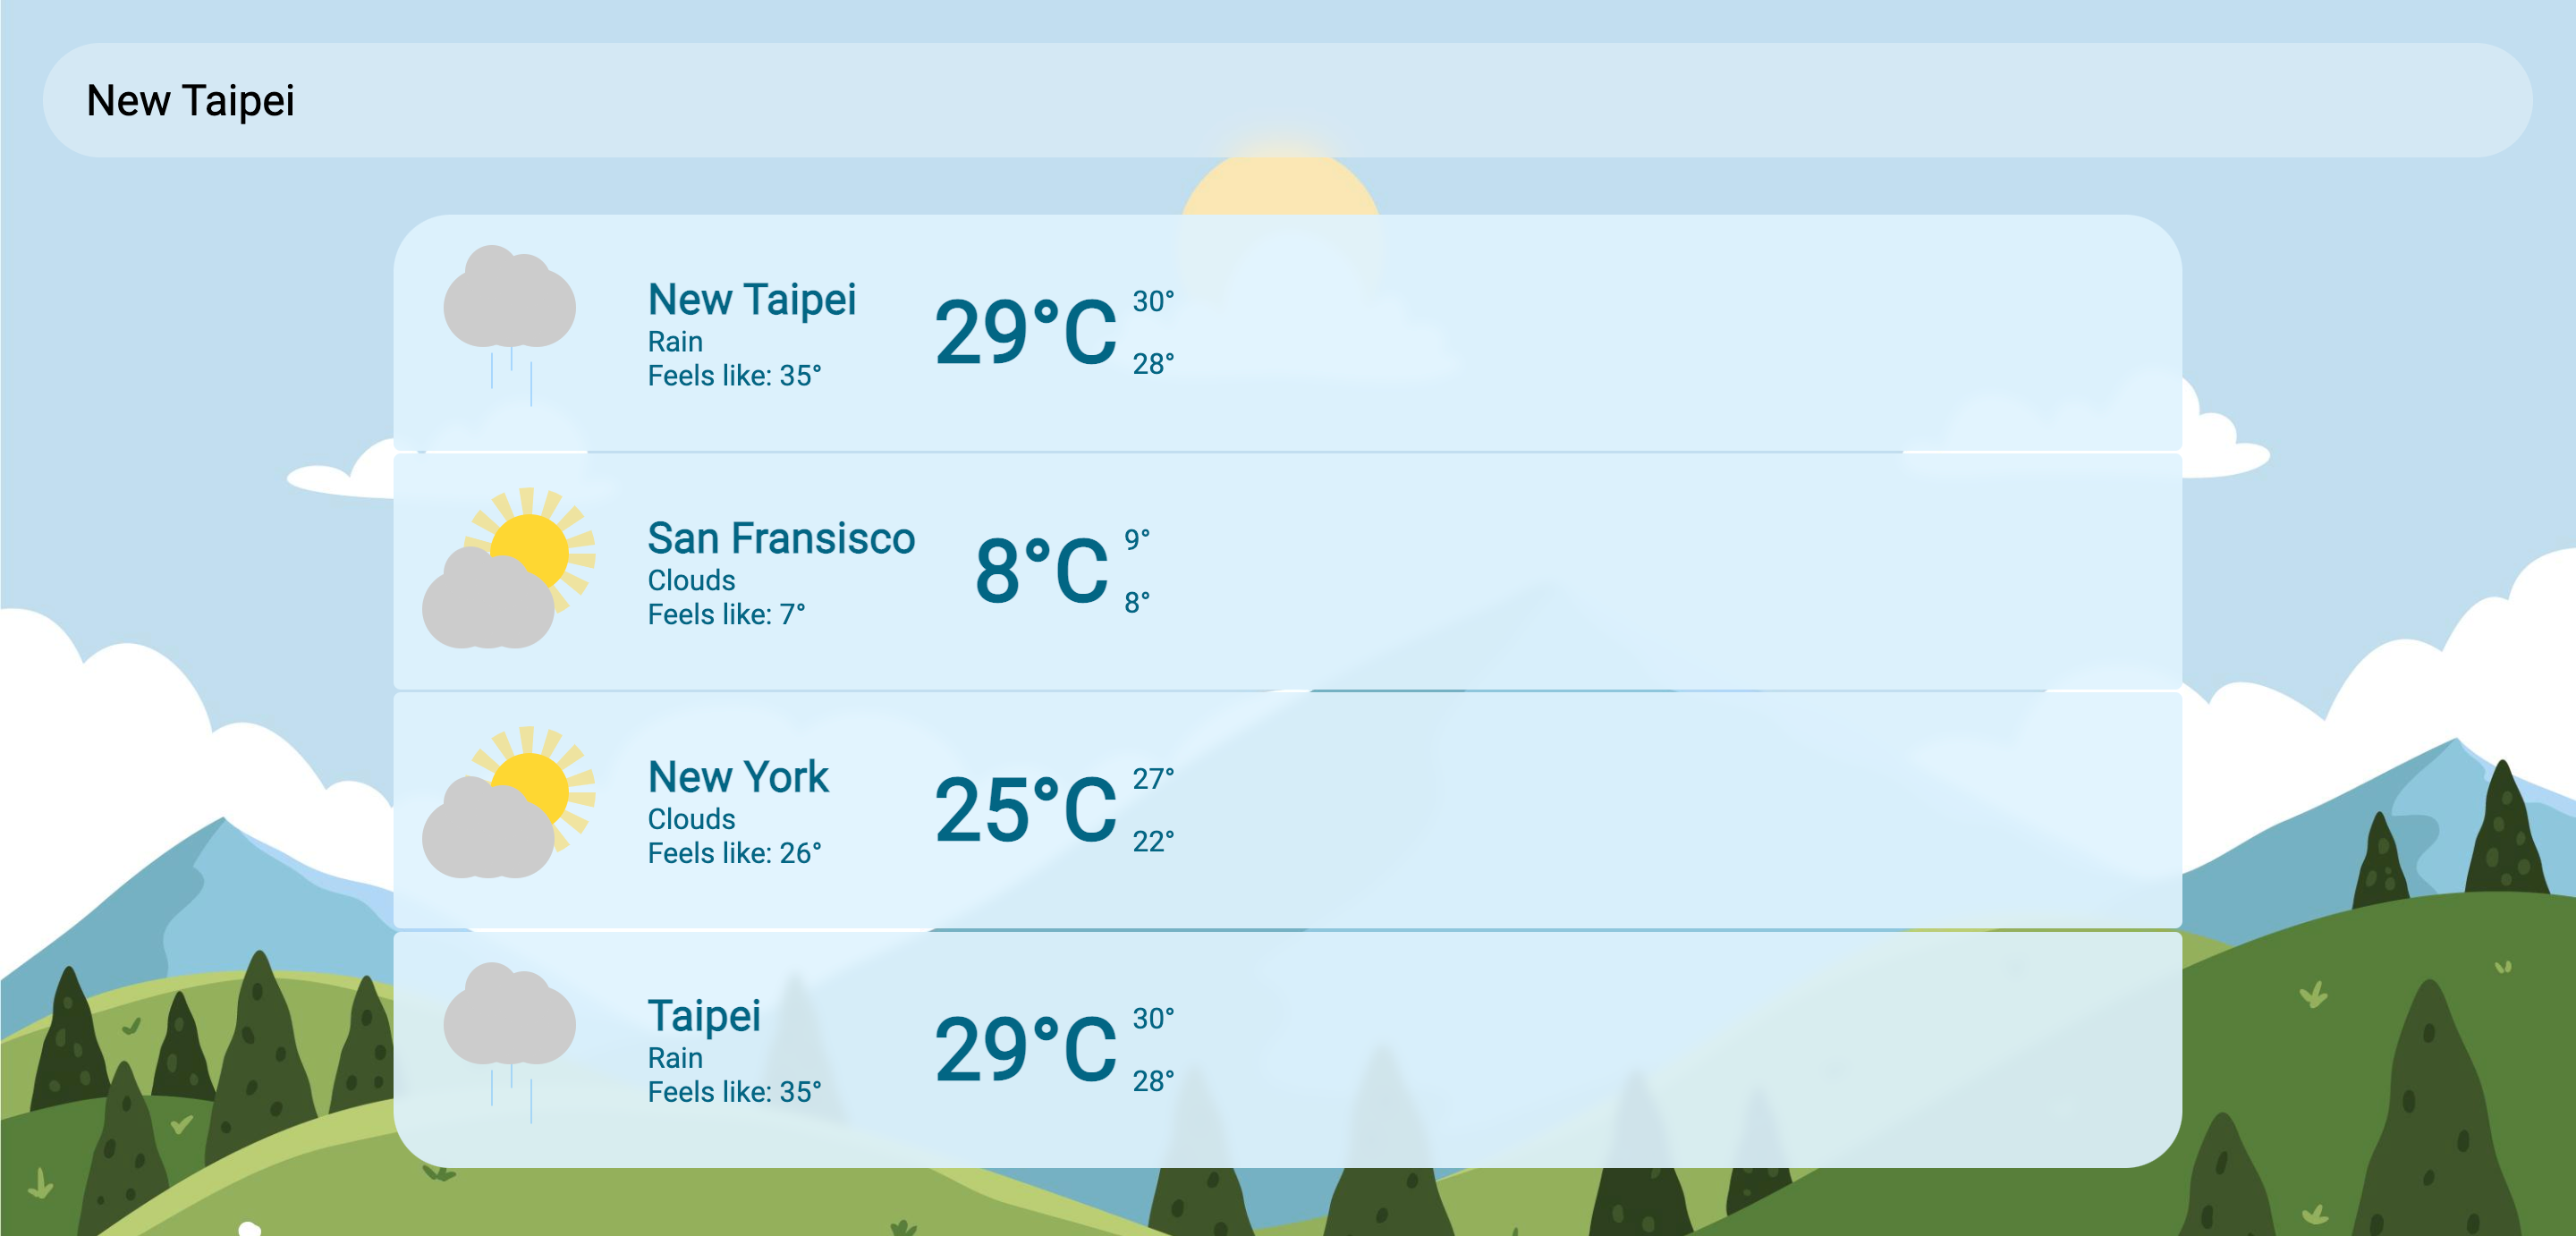 New Taipei
New Taipei
Rain
Feels like: 35°
29°C
30°
28°
San Fransisco
Clouds
Feels like: 7°
8°C
9°
8°
New York
Clouds
Feels like: 26°
25°C
27°
22°
Taipei
Rain
Feels like: 35°
29°C
30°
28°